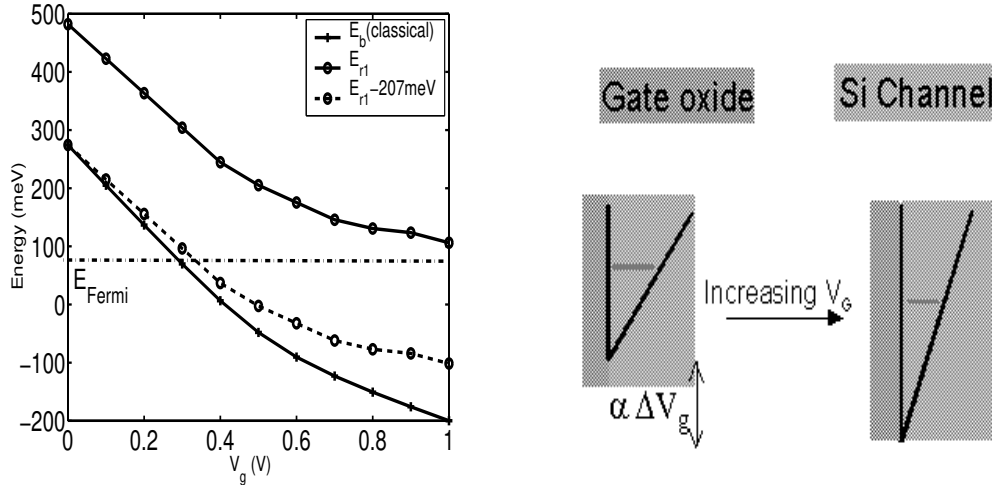 500
400
300
200
100
0
−100
−200
Energy (meV)
0
0.2
0.4
0.6
0.8
1
V_g (V)
E_b(classical)
E_r1
E_r1−207meV
E_Fermi
Gate oxide
Si Channel
Increasing V_G
α ΔV_g